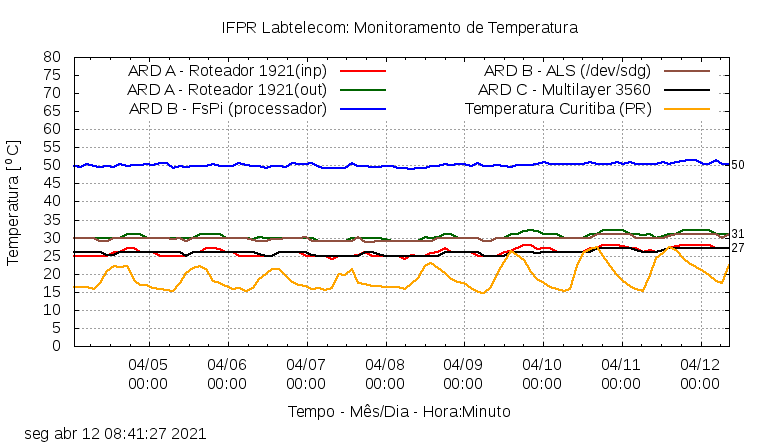 IFPR Labtelecom: Monitoramento de Temperatura
Temperatura [ºC]
80
75
70
65
60
55
50
45
40
35
30
25
20
15
10
5
0
ARD A - Roteador 1921(inp)
ARD A - Roteador 1921(out)
ARD B - FsPi (processador)
ARD B - ALS (/dev/sdg)
ARD C - Multilayer 3560
Temperatura Curitiba (PR)
50
31
27
04/05 04/06 04/07 04/08 04/09 04/10 04/11 04/12
00:00 00:00 00:00 00:00 00:00 00:00 00:00 00:00
Tempo - Mês/Dia - Hora:Minuto
seg abr 12 08:41:27 2021